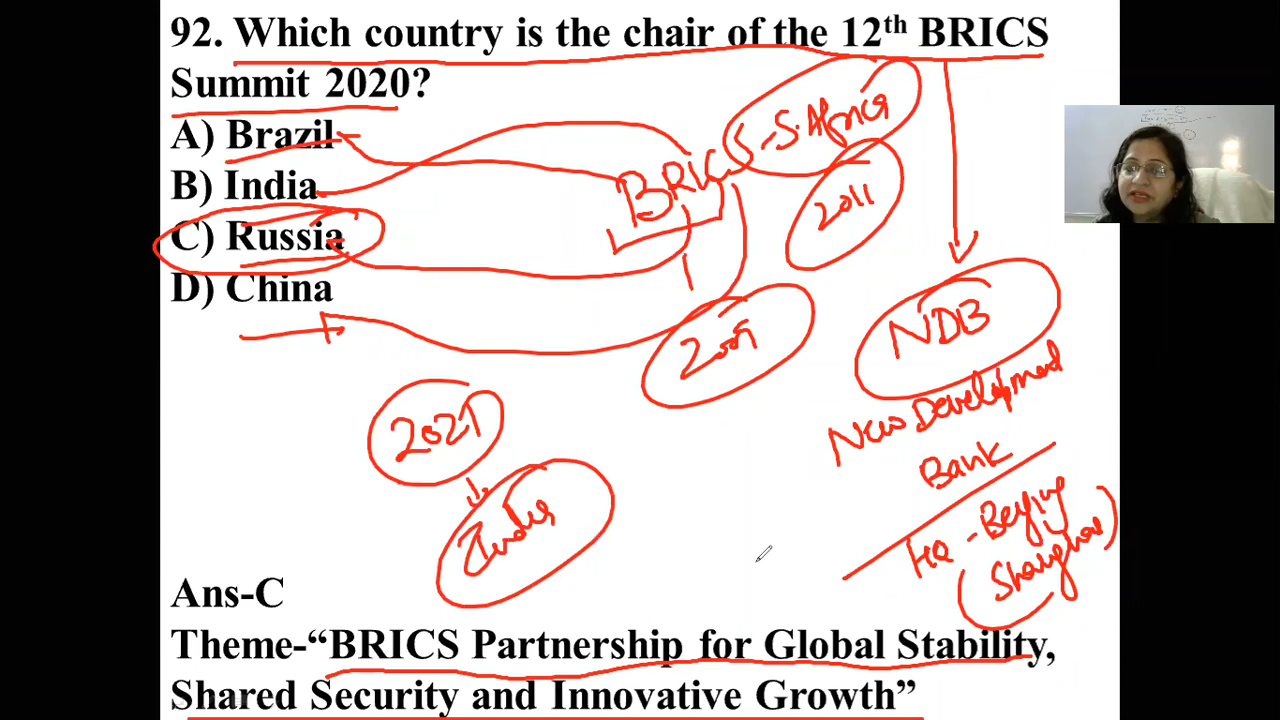 92. Which country is the chair of the 12th BRICS
Summit 2020?
A) Brazil
B) India
C) Russia
D) China
BRICS - S. Africa
2011
2009
NDB
New Development
Bank
HQ - Beijing
Shanghai)
2021
India
Ans-C
Theme-“BRICS Partnership for Global Stability,
Shared Security and Innovative Growth”